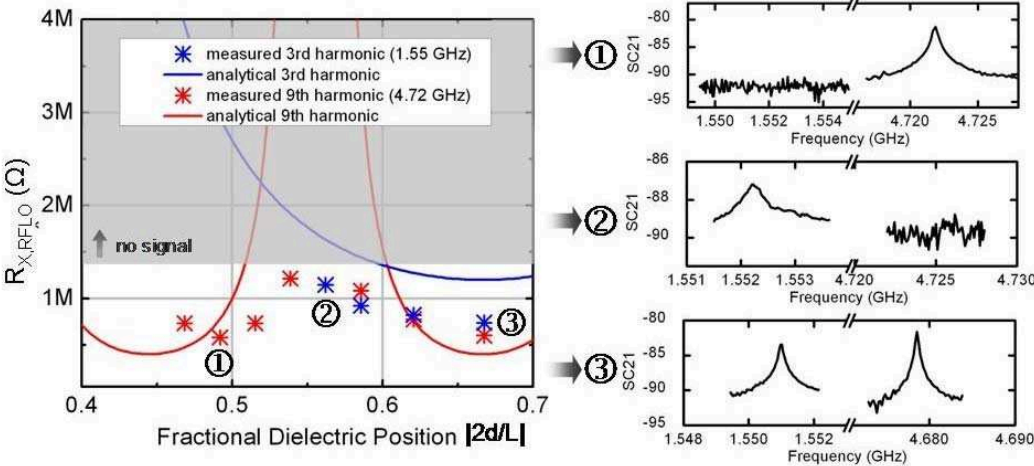 4M
3M
2M
1M
R_X,RFLO (Ω)
measured 3rd harmonic (1.55 GHz)
analytical 3rd harmonic
measured 9th harmonic (4.72 GHz)
analytical 9th harmonic
no signal
①
②
③
0.4 0.5 0.6 0.7
Fractional Dielectric Position |2d/L|
①
SC21
-80
-85
-90
-95
1.550 1.552 1.554 4.720 4.725
Frequency (GHz)
②
SC21
-86
-88
-90
1.551 1.552 1.553 4.720 4.725 4.730
Frequency (GHz)
③
SC21
-80
-85
-90
-95
1.548 1.550 1.552 4.680 4.690
Frequency (GHz)